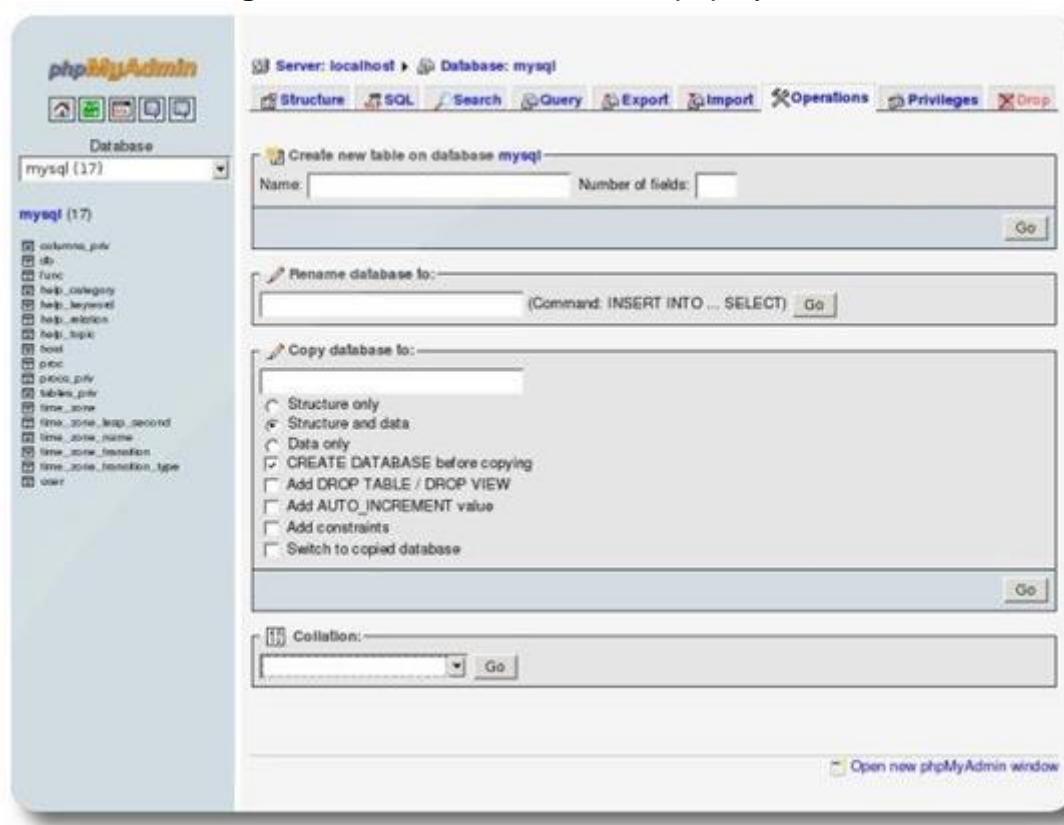 phpMyAdmin
Database
mysql (17)
mysql (17)
columns_priv
db
func
help_category
help_keyword
help_relation
help_topic
host
proc
procs_priv
tables_priv
time_zone
time_zone_leap_second
time_zone_name
time_zone_transition
time_zone_transition_type
user
Server: localhost Database: mysql
Structure SQL Search Query Export Import Operations Privileges Drop
Create new table on database mysql
Name: Number of fields:
Go
Rename database to:
(Command: INSERT INTO ... SELECT) Go
Copy database to:
Structure only
Structure and data
Data only
CREATE DATABASE before copying
Add DROP TABLE / DROP VIEW
Add AUTO_INCREMENT value
Add constraints
Switch to copied database
Go
Collation:
Go
Open new phpMyAdmin window